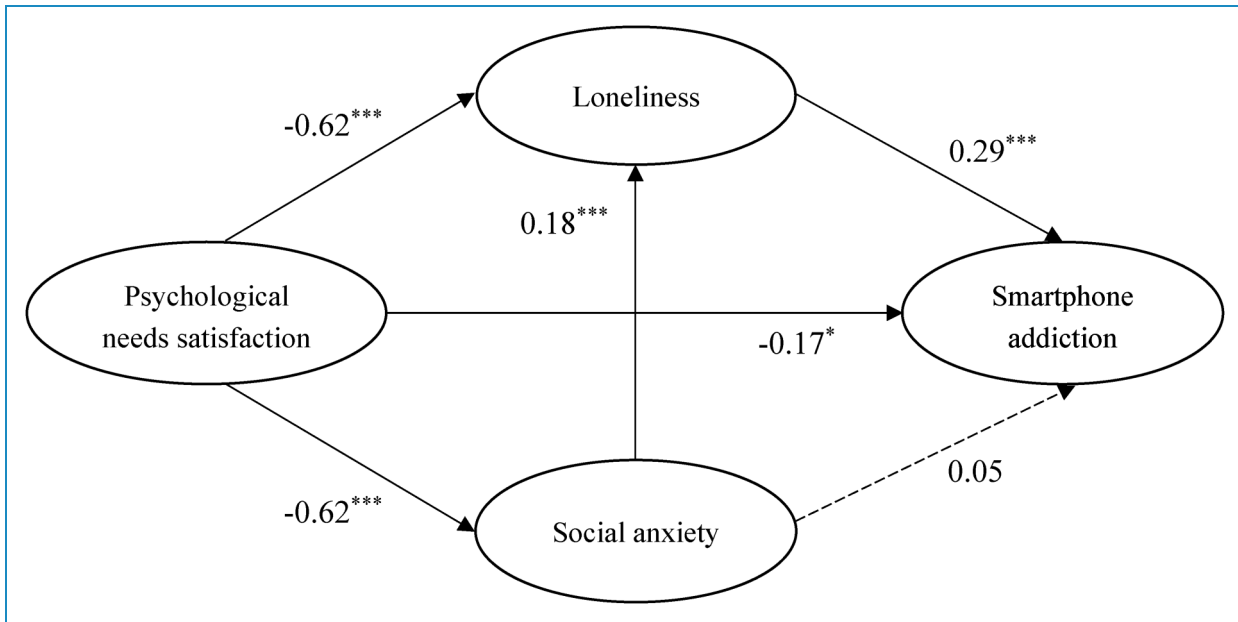 Loneliness
-0.62***
0.29***
0.18***
Psychological
needs satisfaction
Smartphone
addiction
-0.17*
-0.62***
Social anxiety
0.05